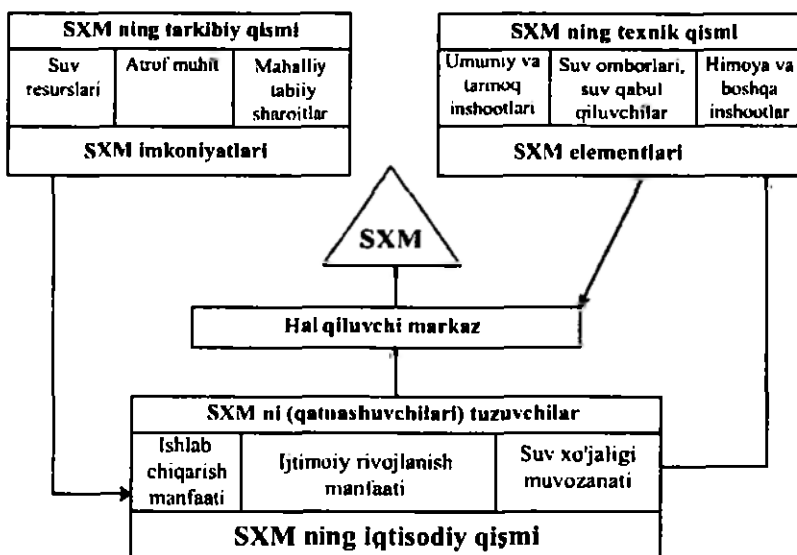 SXM ning tarkibiy qismi
Suv
resurslari
Atrof muhit
Mahalliy
tabiiy
sharoitlar
SXM imkoniyatlari
SXM ning texnik qismi
Umumiy va
tarmoq
inshootlari
Suv omborlari,
suv qabul
qiluvchilar
Himoya va
boshqa
inshootlar
SXM elementlari
SXM
Hal qiluvchi markaz
SXM ni (qatnashuvchilari) tuzuvchilar
Ishlab
chiqarish
manfaati
Ijtimoiy rivojlanish
manfaati
Suv xo'jaligi
muvozanati
SXM ning iqtisodiy qismi